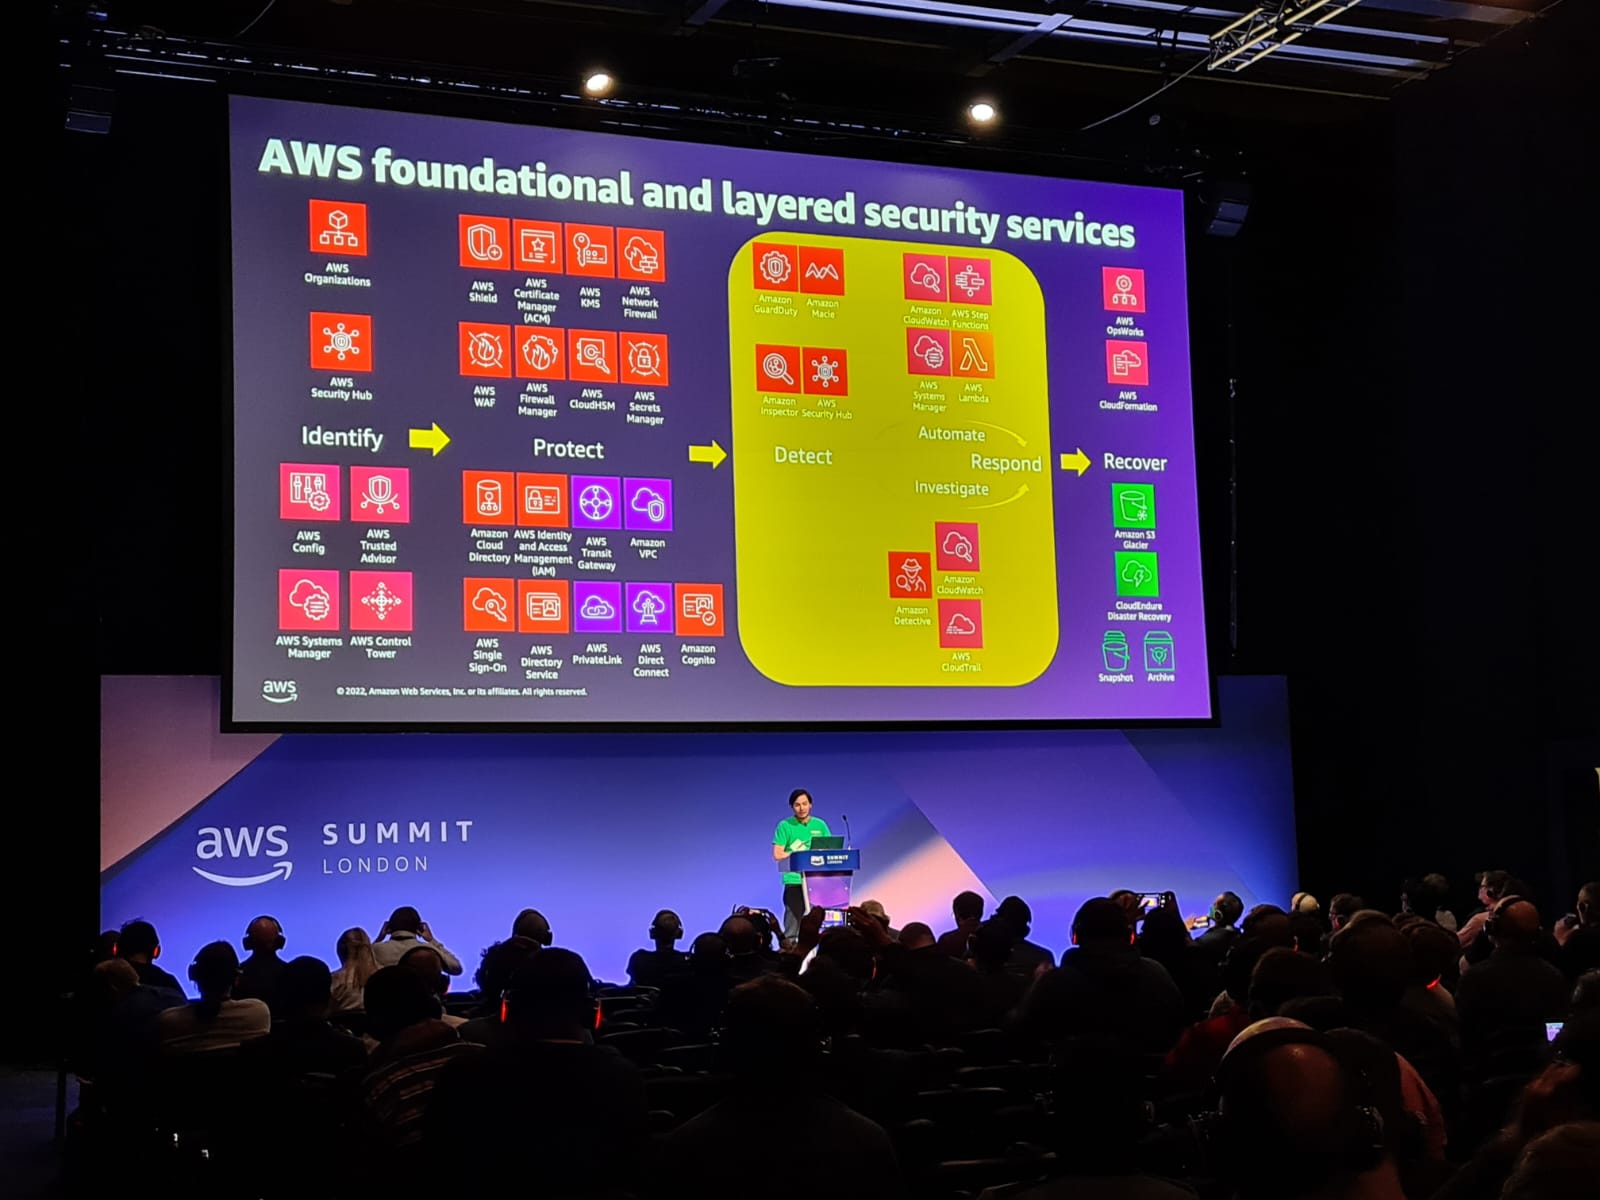 AWS foundational and layered security services
AWS
Organizations
AWS
Security Hub
Identify
AWS
Config
AWS
Trusted
Advisor
AWS Systems
Manager
AWS Control
Tower
AWS
Shield
AWS
Certificate
Manager
(ACM)
AWS
KMS
AWS
Network
Firewall
AWS
WAF
AWS
Firewall
Manager
AWS
CloudHSM
AWS
Secrets
Manager
Protect
Amazon
Cloud
Directory
AWS Identity
and Access
Management
(IAM)
AWS
Transit
Gateway
Amazon
VPC
AWS
Single
Sign-On
AWS
Directory
Service
AWS
PrivateLink
AWS
Direct
Connect
Amazon
Cognito
Amazon
GuardDuty
Amazon
Macie
Amazon
Inspector
AWS
Security Hub
Detect
Amazon
CloudWatch
AWS Step
Functions
AWS
Systems
Manager
AWS
Lambda
Automate
Respond
Investigate
Amazon
Detective
Amazon
CloudWatch
AWS
CloudTrail
AWS
OpsWorks
AWS
CloudFormation
Recover
Amazon S3
Glacier
CloudEndure
Disaster Recovery
Snapshot
Archive
aws
© 2022, Amazon Web Services, Inc. or its affiliates. All rights reserved.
aws
SUMMIT
LONDON
aws
SUMMIT
LONDON